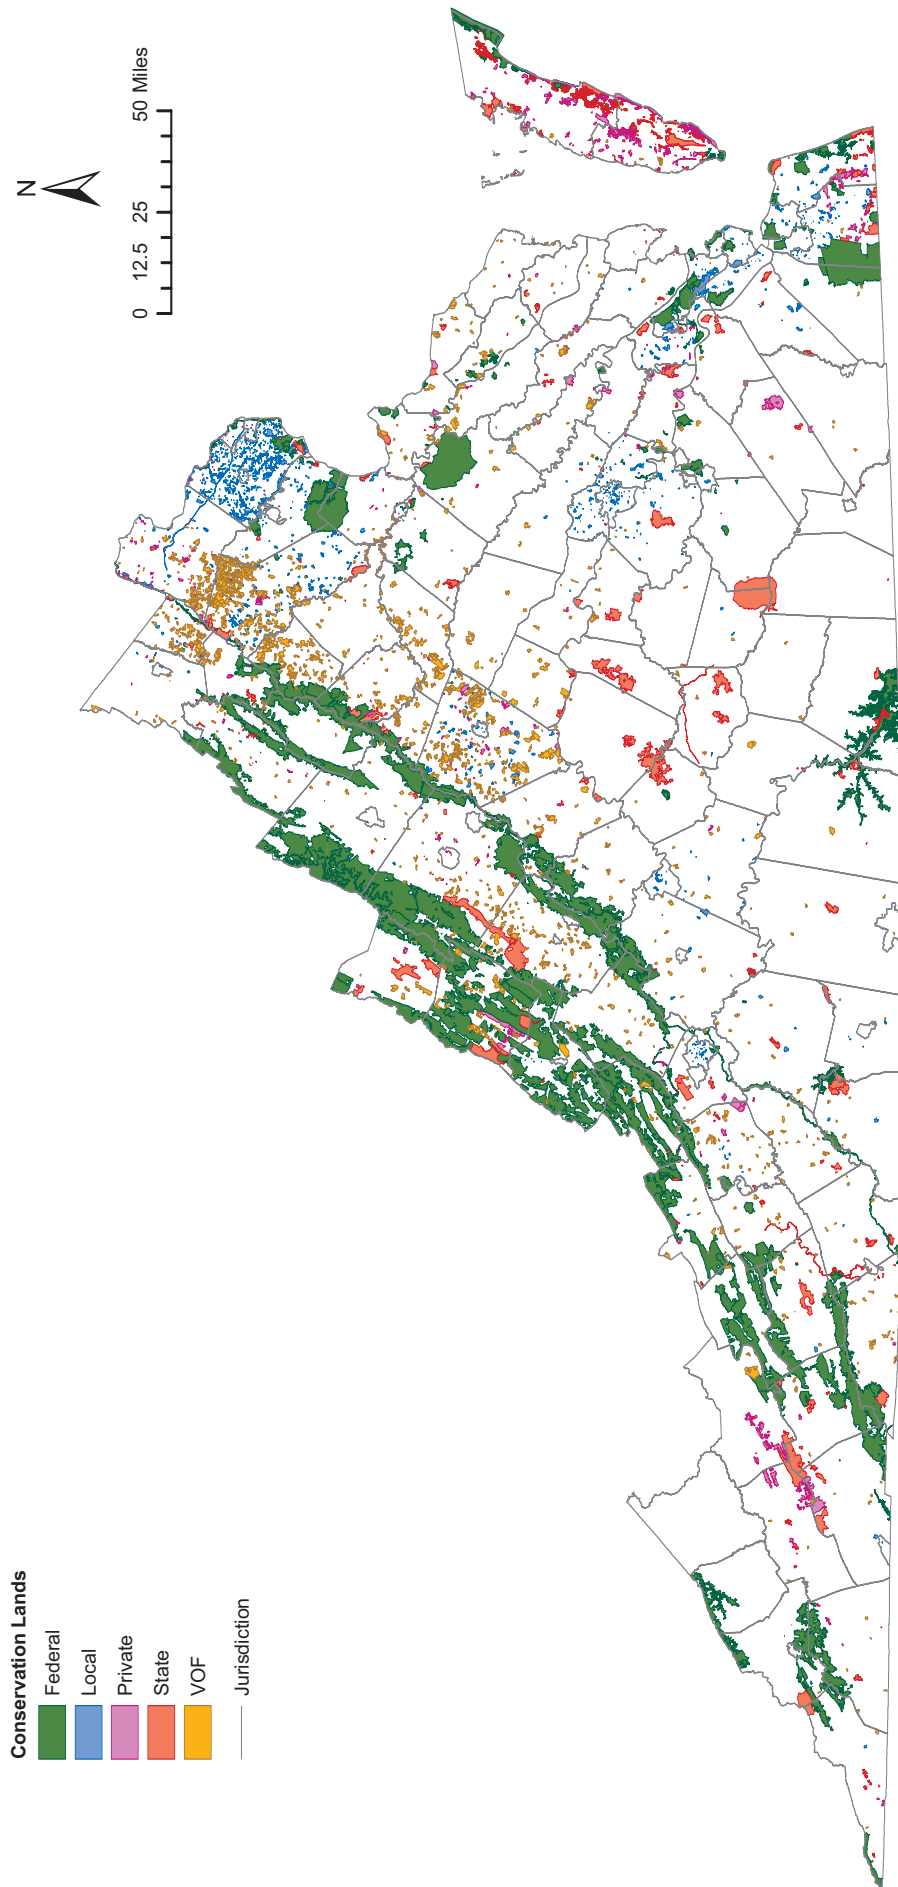 Conservation Lands
Federal
Local
Private
State
VOF
Jurisdiction
N
0 12.5 25 50 Miles